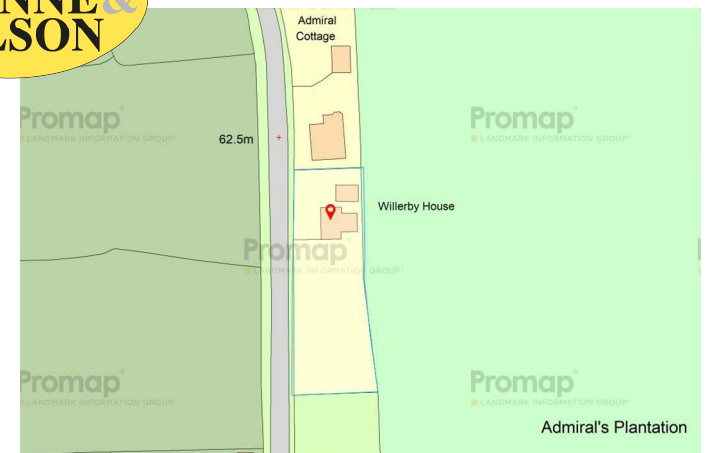 NNE&
LSON
Admiral
Cottage
Promap
LANDMARK INFORMATION GROUP
Promap
LANDMARK INFORMATION GROUP
62.5m
Willerby House
Promap
LANDMARK INFORMATION GROUP
Promap
LANDMARK INFORMATION GROUP
Promap
LANDMARK INFORMATION GROUP
Admiral's Plantation